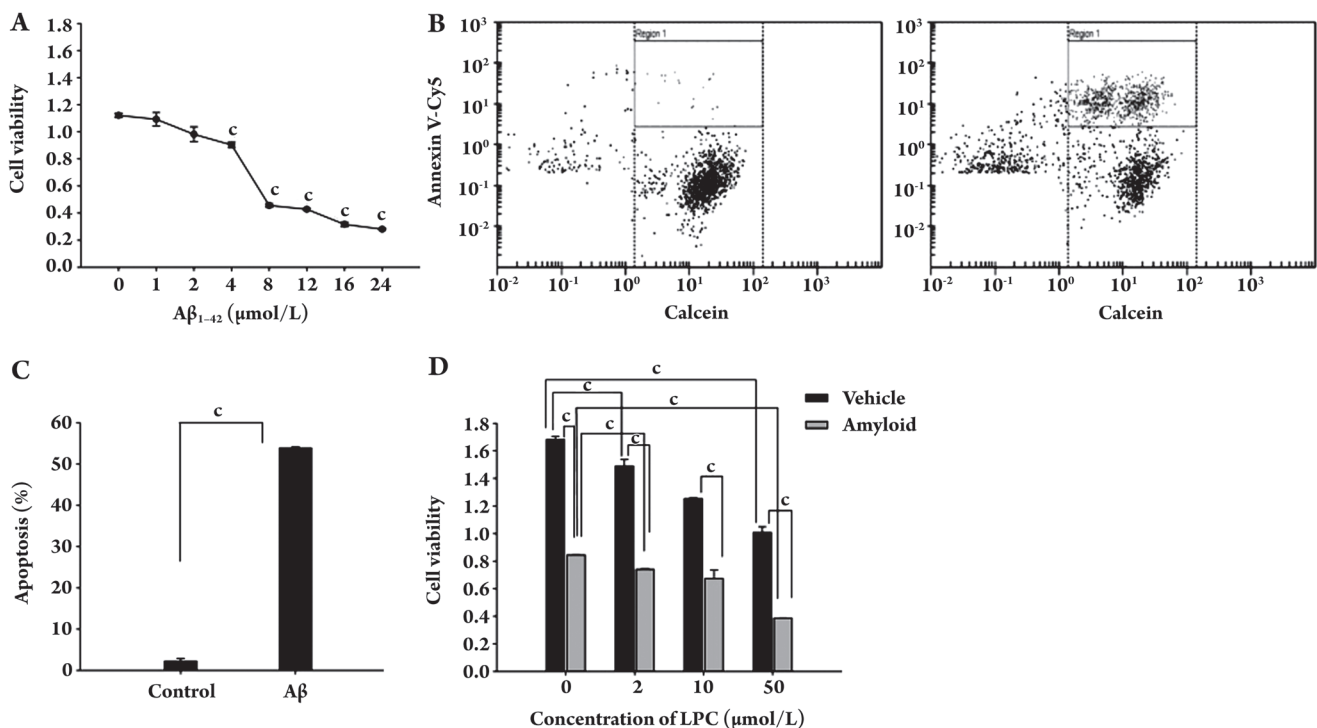 A
Cell viability
1.8
1.6
1.4
1.2
1.0
0.8
0.6
0.4
0.2
0.0
c
c
c
c
c
0 1 2 4 8 12 16 24
Aβ₁₋₄₂ (μmol/L)
B
Annexin V-Cy5
10³
10²
10¹
10⁰
10⁻¹
10⁻²
Region 1
10⁻² 10⁻¹ 10⁰ 10¹ 10² 10³
Calcein
10³
10²
10¹
10⁰
10⁻¹
10⁻²
Region 1
10⁻² 10⁻¹ 10⁰ 10¹ 10² 10³
Calcein
C
Apoptosis (%)
60
50
40
30
20
10
0
c
Control Aβ
D
Cell viability
1.8
1.6
1.4
1.2
1.0
0.8
0.6
0.4
0.2
0.0
c
c
c
c
c
c
c
c
Vehicle
Amyloid
0 2 10 50
Concentration of LPC (μmol/L)